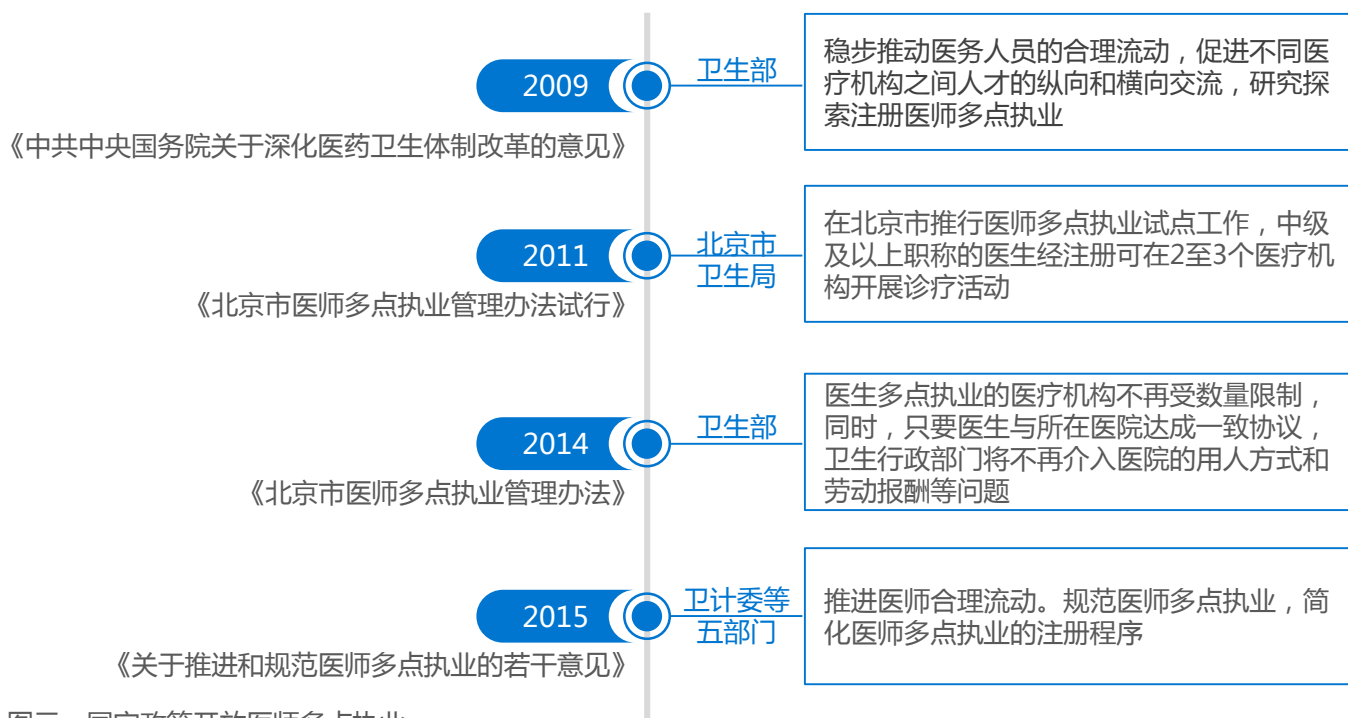 2009
卫生部
稳步推动医务人员的合理流动，促进不同医
疗机构之间人才的纵向和横向交流，研究探
索注册医师多点执业
《中共中央国务院关于深化医药卫生体制改革的意见》
2011
北京市
卫生局
在北京市推行医师多点执业试点工作，中级
及以上职称的医生经注册可在2至3个医疗机
构开展诊疗活动
《北京市医师多点执业管理办法试行》
2014
卫生部
医生多点执业的医疗机构不再受数量限制，
同时，只要医生与所在医院达成一致协议，
卫生行政部门将不再介入医院的用人方式和
劳动报酬等问题
《北京市医师多点执业管理办法》
2015
卫计委等
五部门
推进医师合理流动。规范医师多点执业，简
化医师多点执业的注册程序
《关于推进和规范医师多点执业的若干意见》